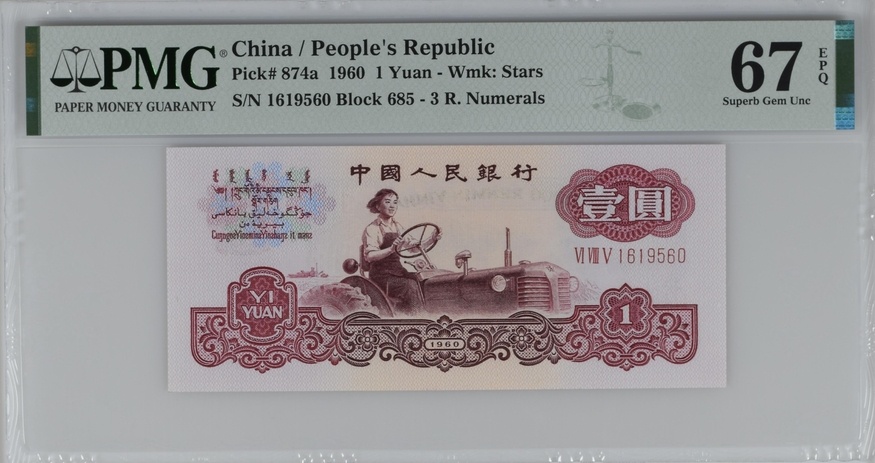 PMG®
PAPER MONEY GUARANTY
China / People's Republic
Pick# 874a 1960 1 Yuan - Wmk: Stars
S/N 1619560 Block 685 - 3 R. Numerals
67
EPQ
Superb Gem Unc
中國人民銀行
壹圓
VI VIII V 1619560
YI
YUAN
1960
1